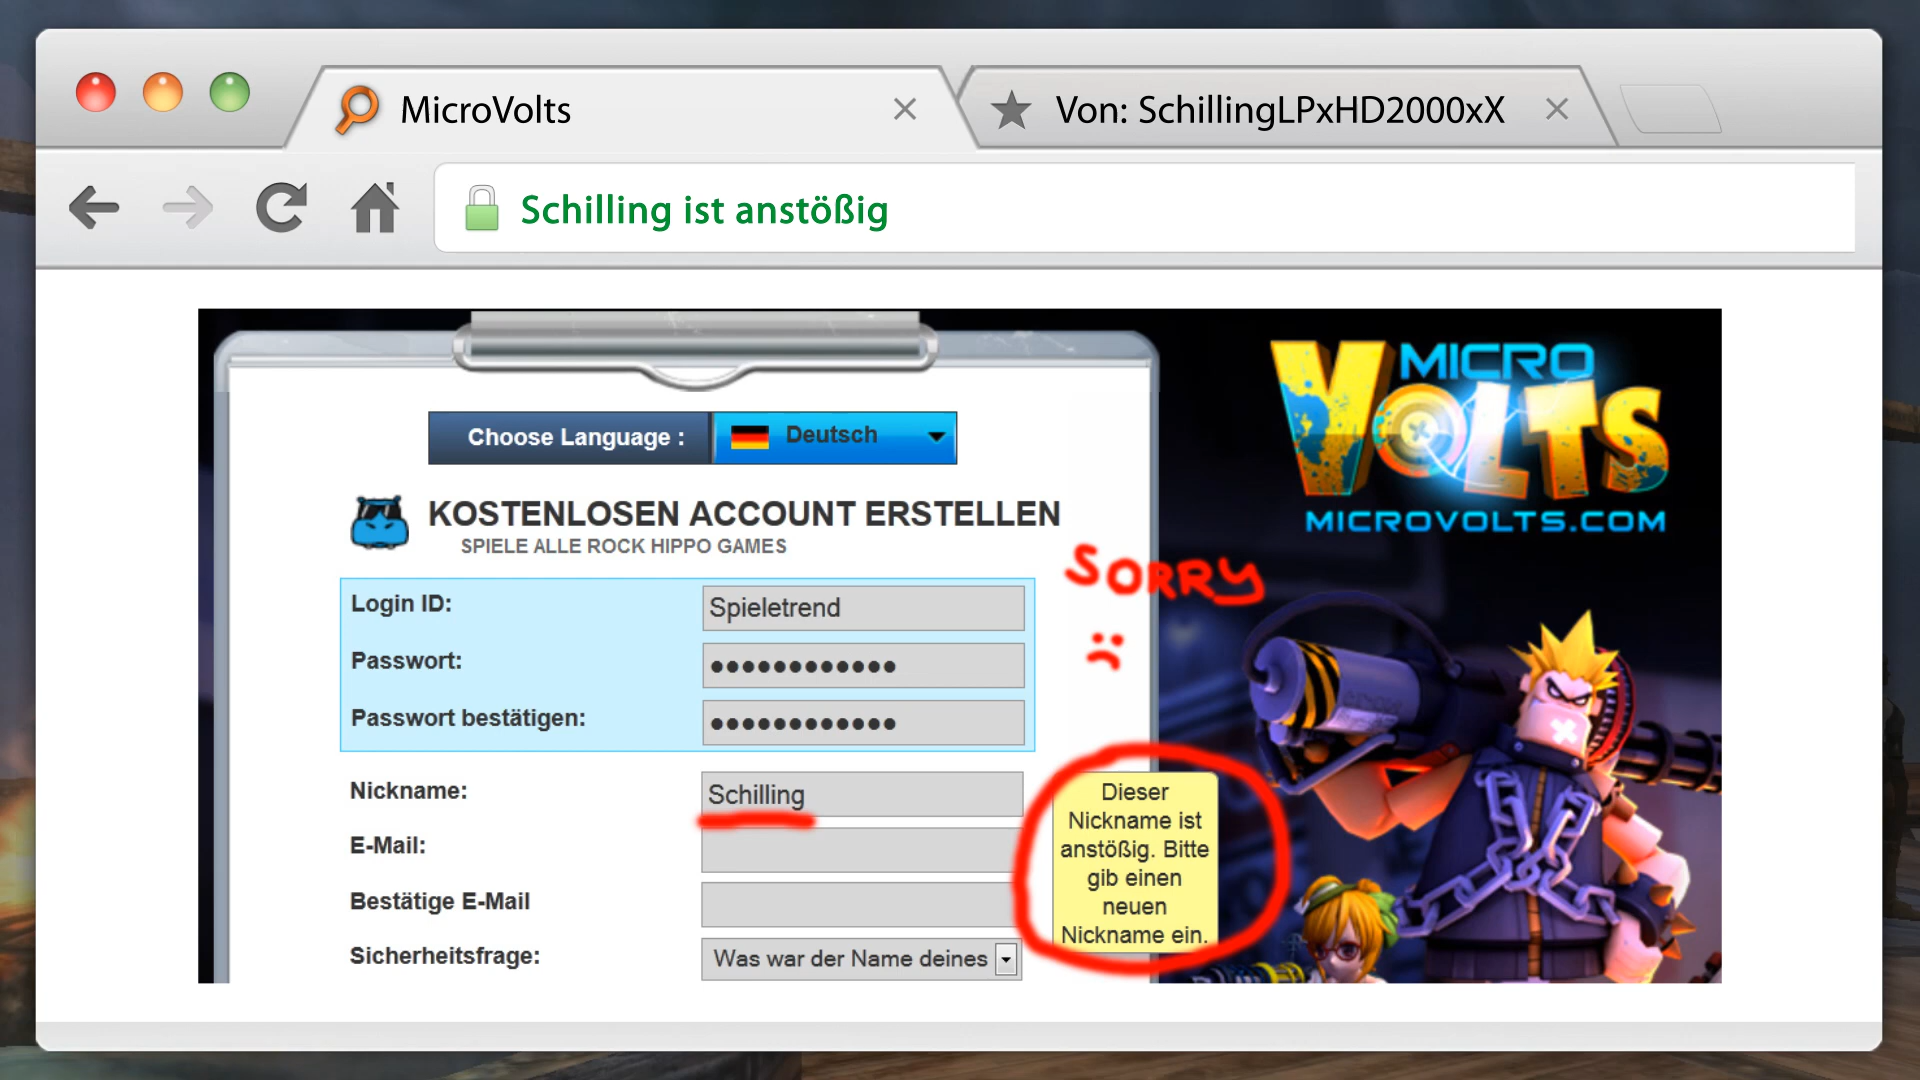 MicroVolts
Von: SchillingLPxHD2000xX
Schilling ist anstößig
MICRO
VOLTS
MICROVOLTS.COM
Choose Language :
Deutsch
KOSTENLOSEN ACCOUNT ERSTELLEN
SPIELE ALLE ROCK HIPPO GAMES
SORRY
:(
Login ID:
Spieletrend
Passwort:
●●●●●●●●●●●●
Passwort bestätigen:
●●●●●●●●●●●●
Nickname:
Schilling
Dieser
Nickname ist
anstößig. Bitte
gib einen
neuen
Nickname ein.
E-Mail:
Bestätige E-Mail
Sicherheitsfrage:
Was war der Name deines